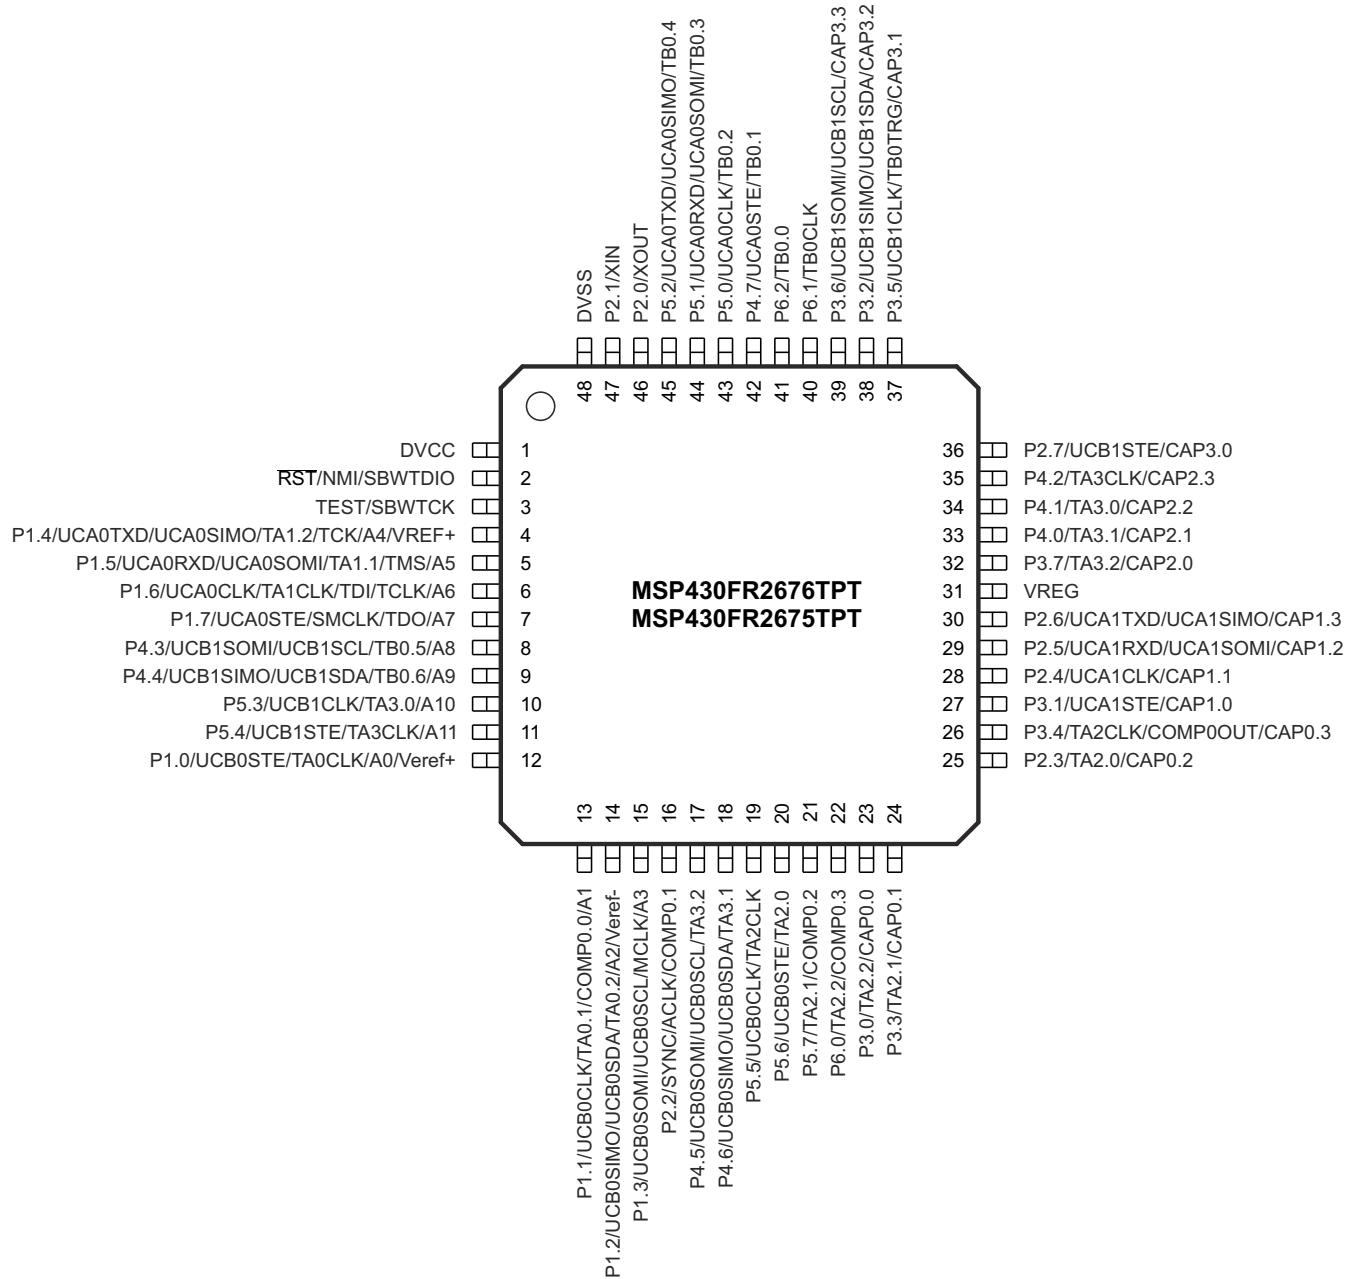 DVSS
P2.1/XIN
P2.0/XOUT
P5.2/UCA0TXD/UCA0SIMO/TB0.4
P5.1/UCA0RXD/UCA0SOMI/TB0.3
P5.0/UCA0CLK/TB0.2
P4.7/UCA0STE/TB0.1
P6.2/TB0.0
P6.1/TB0CLK
P3.6/UCB1SOMI/UCB1SCL/CAP3.3
P3.2/UCB1SIMO/UCB1SDA/CAP3.2
P3.5/UCB1CLK/TB0TRG/CAP3.1
48
47
46
45
44
43
42
41
40
39
38
37
DVCC 1
RST/NMI/SBWTDIO 2
TEST/SBWTCK 3
P1.4/UCA0TXD/UCA0SIMO/TA1.2/TCK/A4/VREF+ 4
P1.5/UCA0RXD/UCA0SOMI/TA1.1/TMS/A5 5
P1.6/UCA0CLK/TA1CLK/TDI/TCLK/A6 6
P1.7/UCA0STE/SMCLK/TDO/A7 7
P4.3/UCB1SOMI/UCB1SCL/TB0.5/A8 8
P4.4/UCB1SIMO/UCB1SDA/TB0.6/A9 9
P5.3/UCB1CLK/TA3.0/A10 10
P5.4/UCB1STE/TA3CLK/A11 11
P1.0/UCB0STE/TA0CLK/A0/Veref+ 12
MSP430FR2676TPT
MSP430FR2675TPT
36 P2.7/UCB1STE/CAP3.0
35 P4.2/TA3CLK/CAP2.3
34 P4.1/TA3.0/CAP2.2
33 P4.0/TA3.1/CAP2.1
32 P3.7/TA3.2/CAP2.0
31 VREG
30 P2.6/UCA1TXD/UCA1SIMO/CAP1.3
29 P2.5/UCA1RXD/UCA1SOMI/CAP1.2
28 P2.4/UCA1CLK/CAP1.1
27 P3.1/UCA1STE/CAP1.0
26 P3.4/TA2CLK/COMP0OUT/CAP0.3
25 P2.3/TA2.0/CAP0.2
13
14
15
16
17
18
19
20
21
22
23
24
P1.1/UCB0CLK/TA0.1/COMP0.0/A1
P1.2/UCB0SIMO/UCB0SDA/TA0.2/A2/Veref-
P1.3/UCB0SOMI/UCB0SCL/MCLK/A3
P2.2/SYNC/ACLK/COMP0.1
P4.5/UCB0SOMI/UCB0SCL/TA3.2
P4.6/UCB0SIMO/UCB0SDA/TA3.1
P5.5/UCB0CLK/TA2CLK
P5.6/UCB0STE/TA2.0
P5.7/TA2.1/COMP0.2
P6.0/TA2.2/COMP0.3
P3.0/TA2.2/CAP0.0
P3.3/TA2.1/CAP0.1